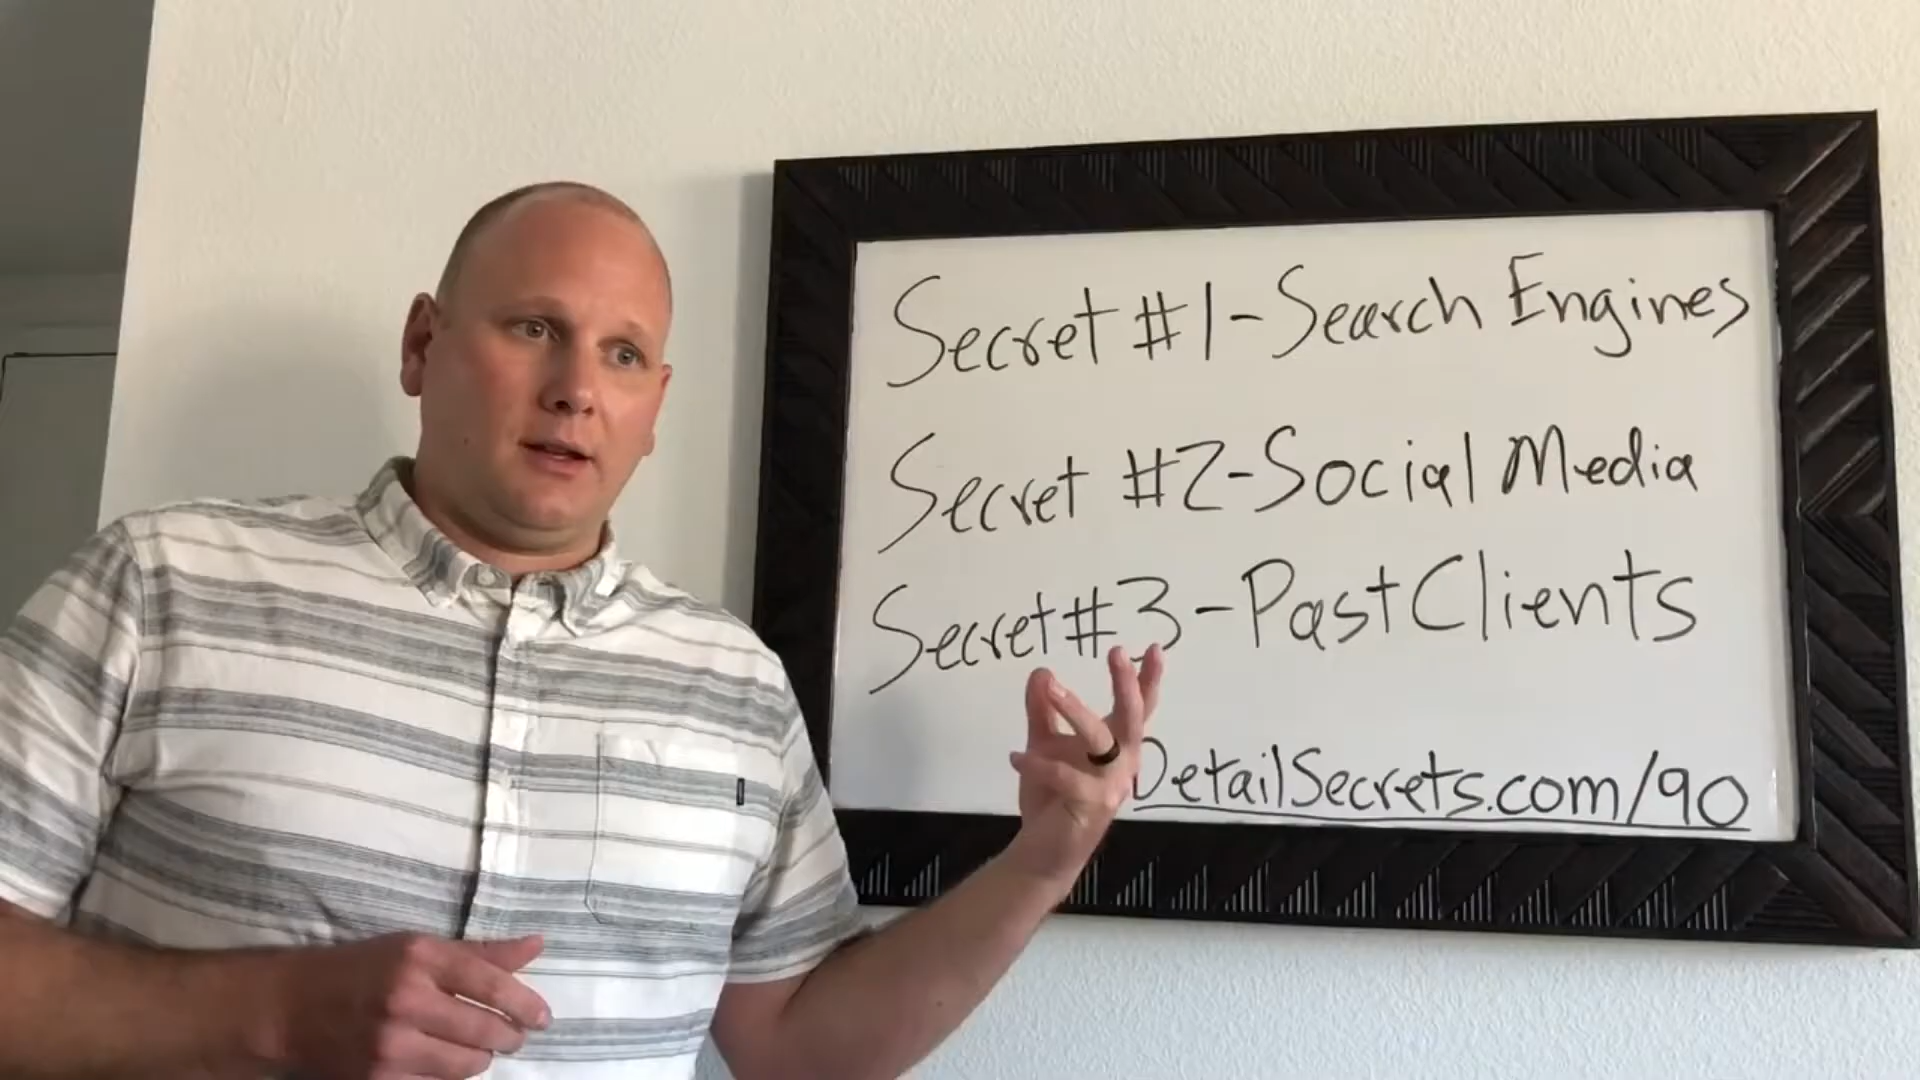 Secret #1-Search Engines
Secret #2-Social Media
Secret #3-Past Clients
DetailSecrets.com/90